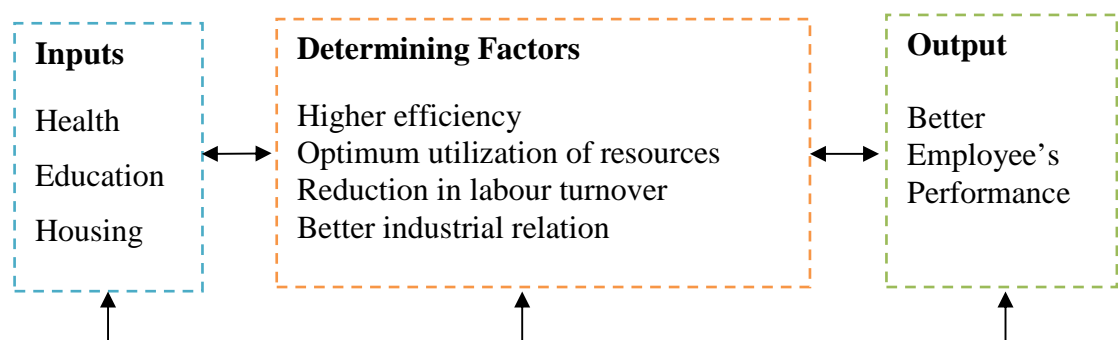 Inputs
Health
Education
Housing
Determining Factors
Higher efficiency
Optimum utilization of resources
Reduction in labour turnover
Better industrial relation
Output
Better
Employee’s
Performance